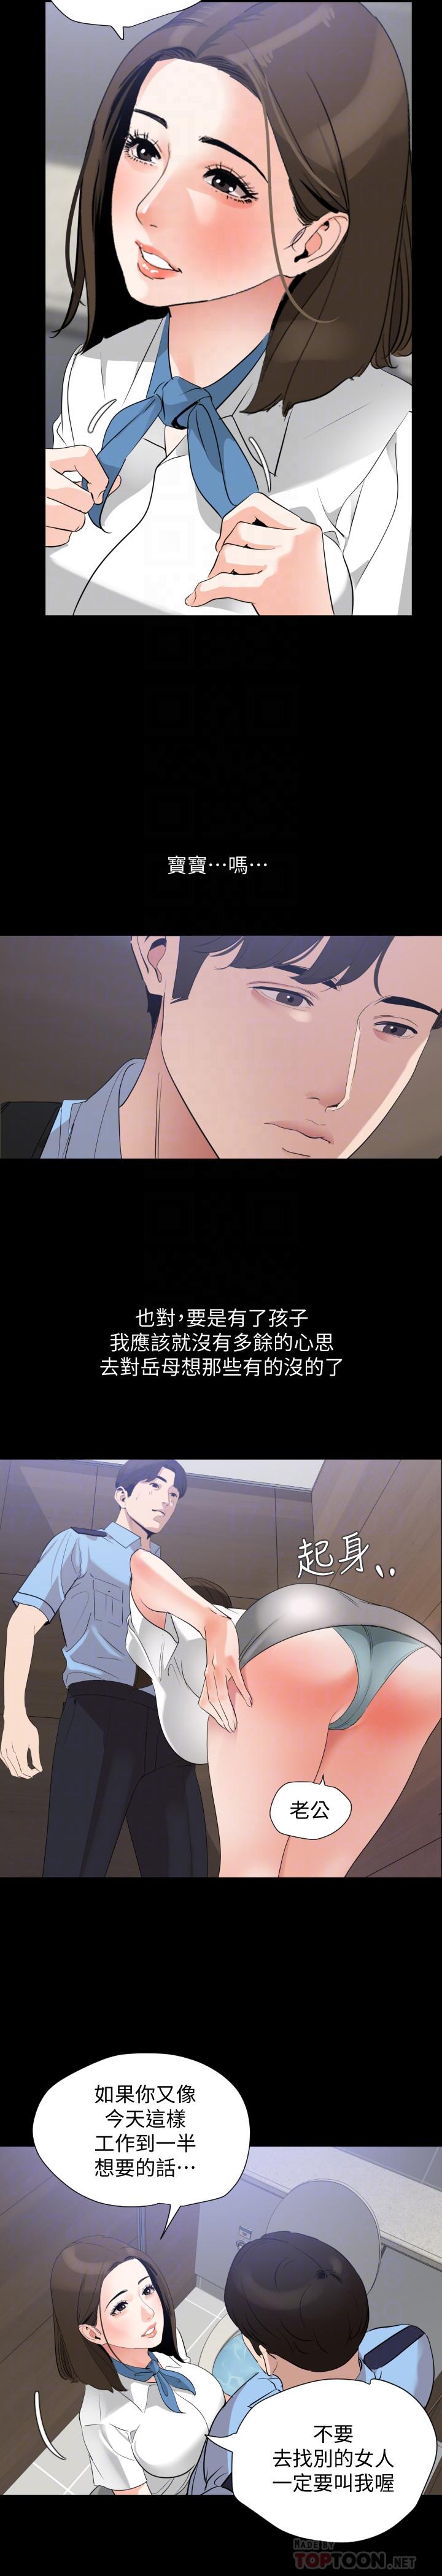 寶寶⋯嗎⋯
也對,要是有了孩子
我應該就沒有多餘的心思
去對岳母想那些有的沒的了
起身..
老公
如果你又像
今天這樣
工作到一半
想要的話⋯
不要
去找別的女人
一定要叫我喔
MADE BY
TOPTOON.NET